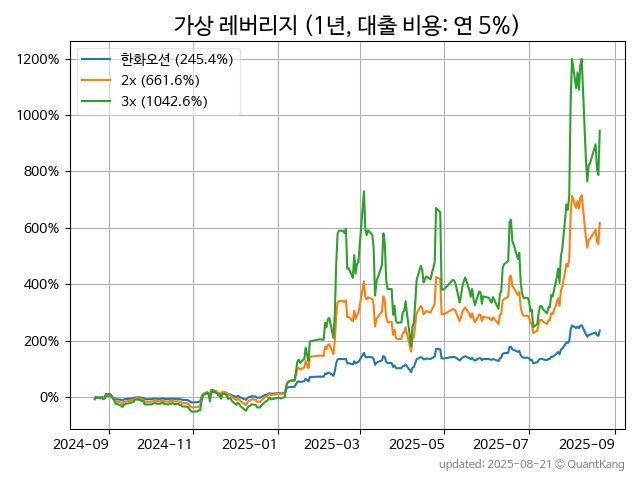 가상 레버리지 (1년, 대출 비용: 연 5%)
한화오션 (245.4%)
2x (661.6%)
3x (1042.6%)
1200%
1000%
800%
600%
400%
200%
0%
2024-09 2024-11 2025-01 2025-03 2025-05 2025-07 2025-09
updated: 2025-08-21 © QuantKang